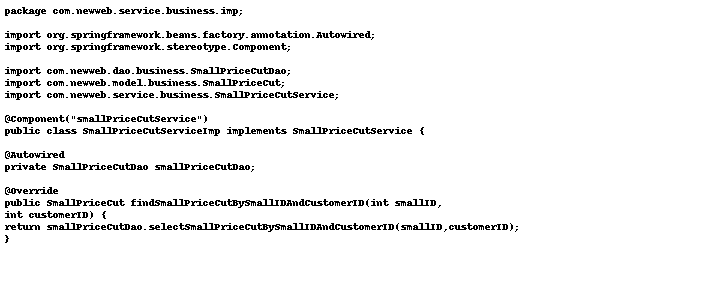 package com.newweb.service.business.imp;
import org.springframework.beans.factory.annotation.Autowired;
import org.springframework.stereotype.Component;
import com.newweb.dao.business.SmallPriceCutDao;
import com.newweb.model.business.SmallPriceCut;
import com.newweb.service.business.SmallPriceCutService;
@Component("smallPriceCutService")
public class SmallPriceCutServiceImp implements SmallPriceCutService {
@Autowired
private SmallPriceCutDao smallPriceCutDao;
@Override
public SmallPriceCut findSmallPriceCutBySmallIDAndCustomerID(int smallID,
int customerID) {
return smallPriceCutDao.selectSmallPriceCutBySmallIDAndCustomerID(smallID,customerID);
}